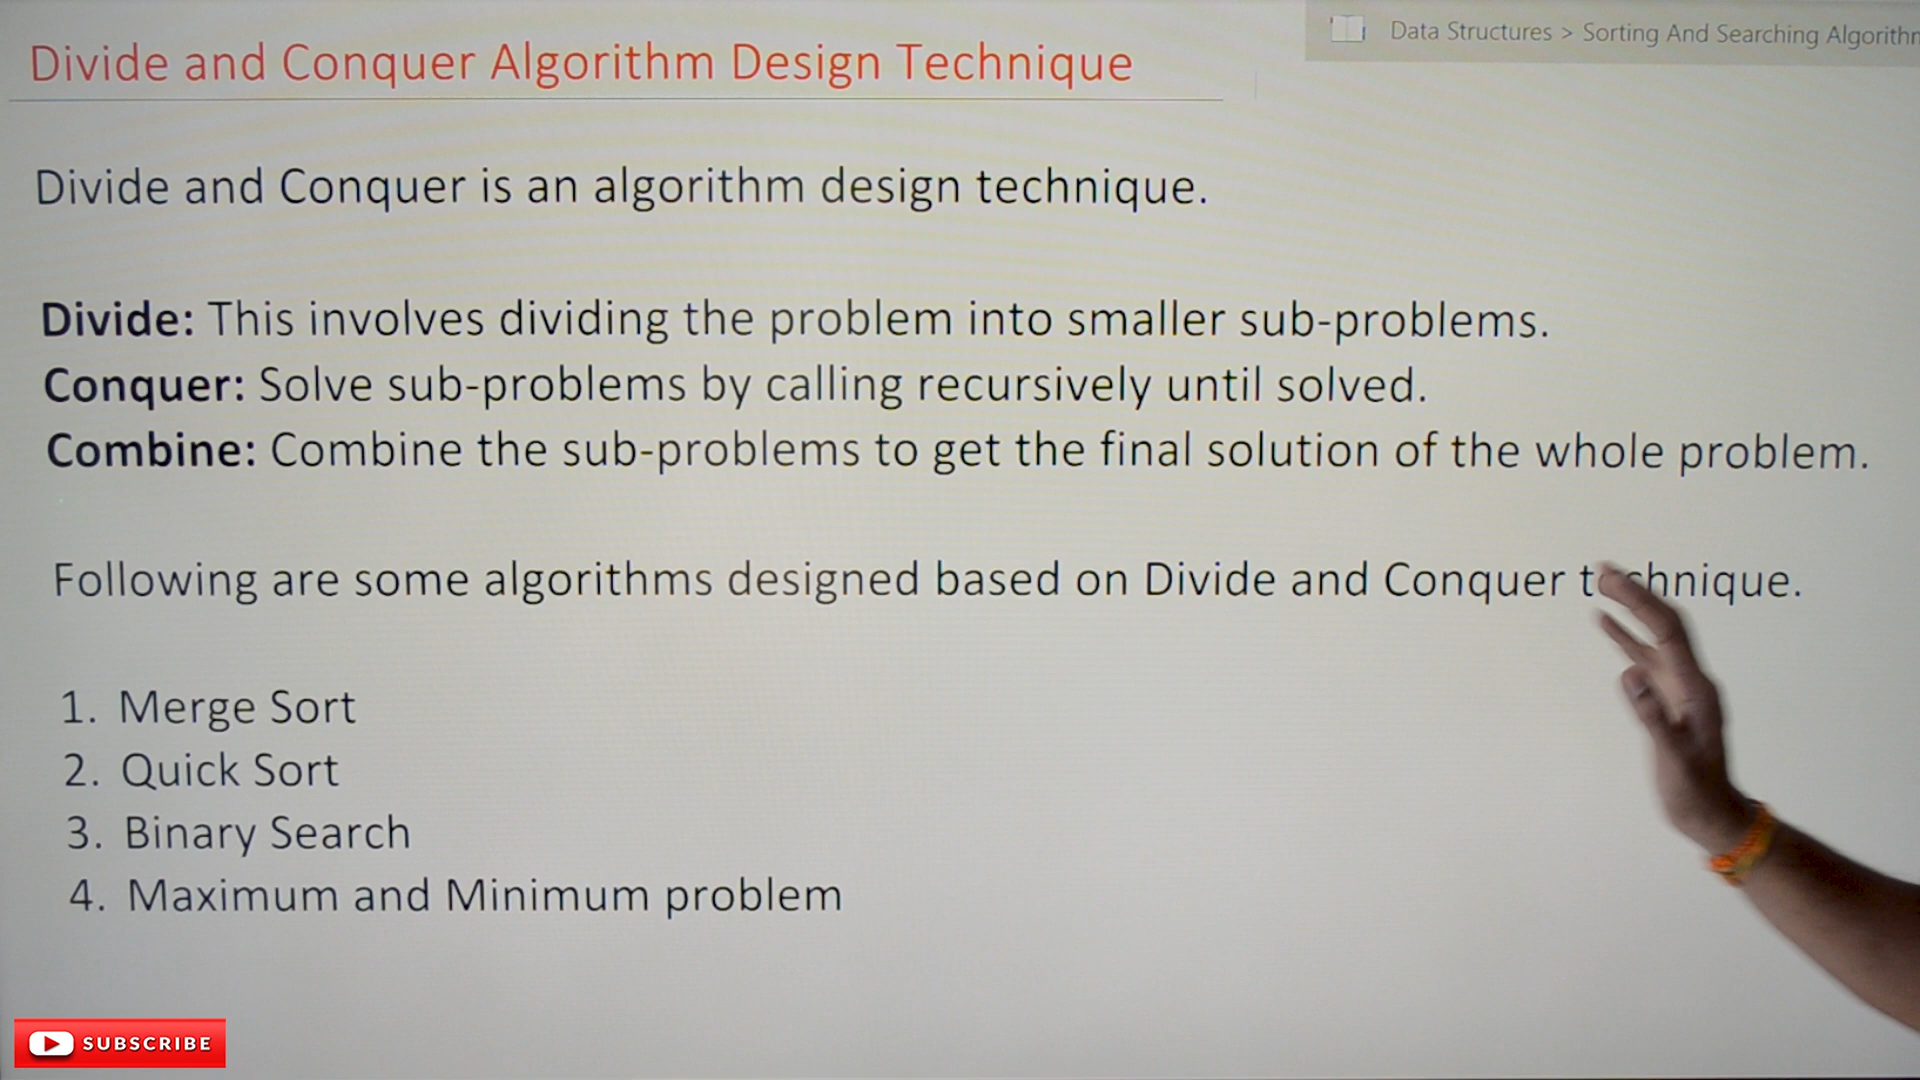 Data Structures > Sorting And Searching
Divide and Conquer Algorithm Design Technique
Divide and Conquer is an algorithm design technique.
Divide: This involves dividing the problem into smaller sub-problems.
Conquer: Solve sub-problems by calling recursively until solved.
Combine: Combine the sub-problems to get the final solution of the whole problem.
Following are some algorithms designed based on Divide and Conquer technique.
1. Merge Sort
2. Quick Sort
3. Binary Search
4. Maximum and Minimum problem
SUBSCRIBE